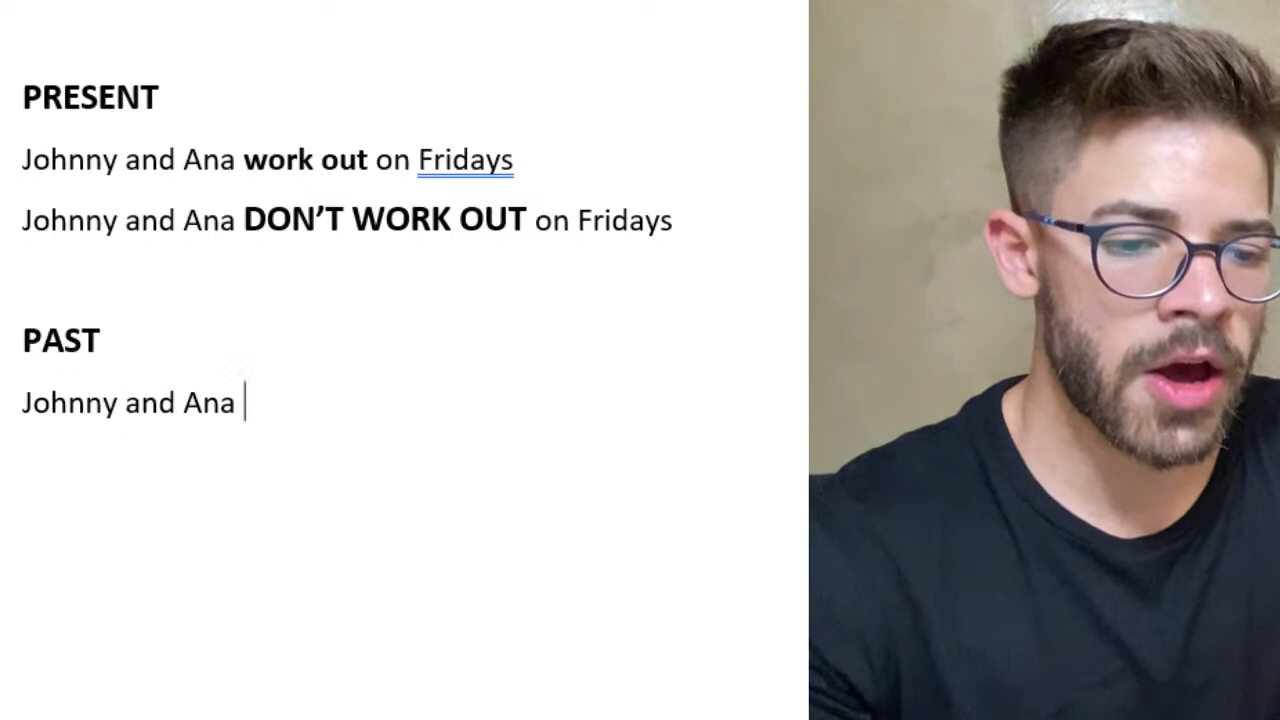 PRESENT
Johnny and Ana work out on Fridays
Johnny and Ana DON’T WORK OUT on Fridays
PAST
Johnny and Ana